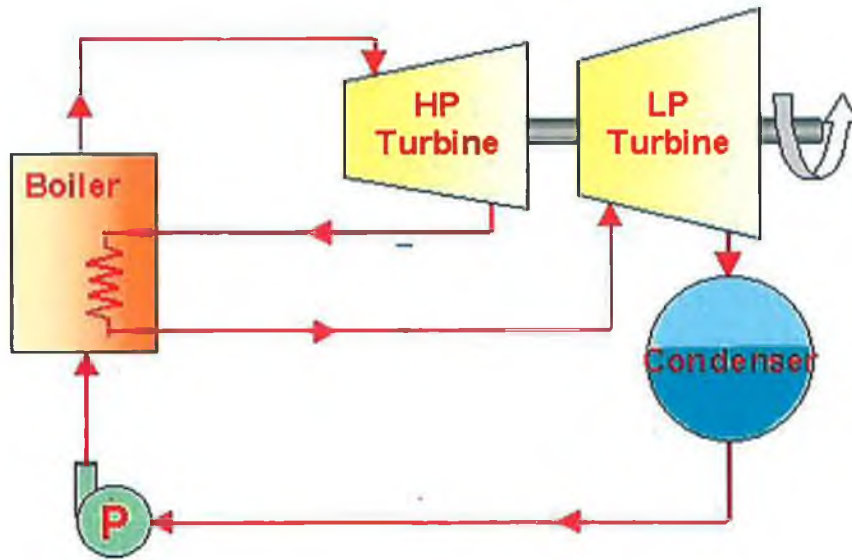 HP
Turbine
LP
Turbine
Boiler
Condenser
P